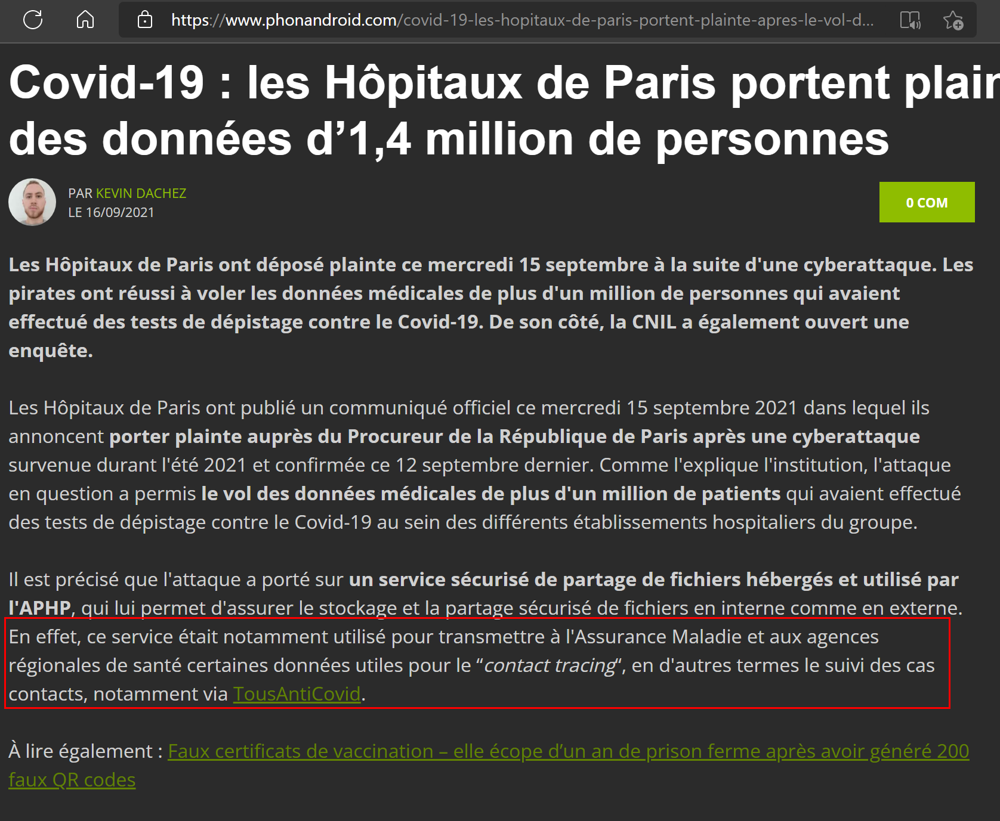 https://www.phonandroid.com/covid-19-les-hopitaux-de-paris-portent-plainte-apres-le-vol-d...
Covid-19 : les Hôpitaux de Paris portent plain
des données d’1,4 million de personnes
PAR KEVIN DACHEZ
LE 16/09/2021
0 COM
Les Hôpitaux de Paris ont déposé plainte ce mercredi 15 septembre à la suite d'une cyberattaque. Les
pirates ont réussi à voler les données médicales de plus d'un million de personnes qui avaient
effectué des tests de dépistage contre le Covid-19. De son côté, la CNIL a également ouvert une
enquête.
Les Hôpitaux de Paris ont publié un communiqué officiel ce mercredi 15 septembre 2021 dans lequel ils
annoncent porter plainte auprès du Procureur de la République de Paris après une cyberattaque
survenue durant l'été 2021 et confirmée ce 12 septembre dernier. Comme l'explique l'institution, l'attaque
en question a permis le vol des données médicales de plus d'un million de patients qui avaient effectué
des tests de dépistage contre le Covid-19 au sein des différents établissements hospitaliers du groupe.
Il est précisé que l'attaque a porté sur un service sécurisé de partage de fichiers hébergés et utilisé par
l'APHP, qui lui permet d'assurer le stockage et la partage sécurisé de fichiers en interne comme en externe.
En effet, ce service était notamment utilisé pour transmettre à l'Assurance Maladie et aux agences
régionales de santé certaines données utiles pour le “contact tracing“, en d'autres termes le suivi des cas
contacts, notamment via TousAntiCovid.
À lire également : Faux certificats de vaccination – elle écope d’un an de prison ferme après avoir généré 200
faux QR codes